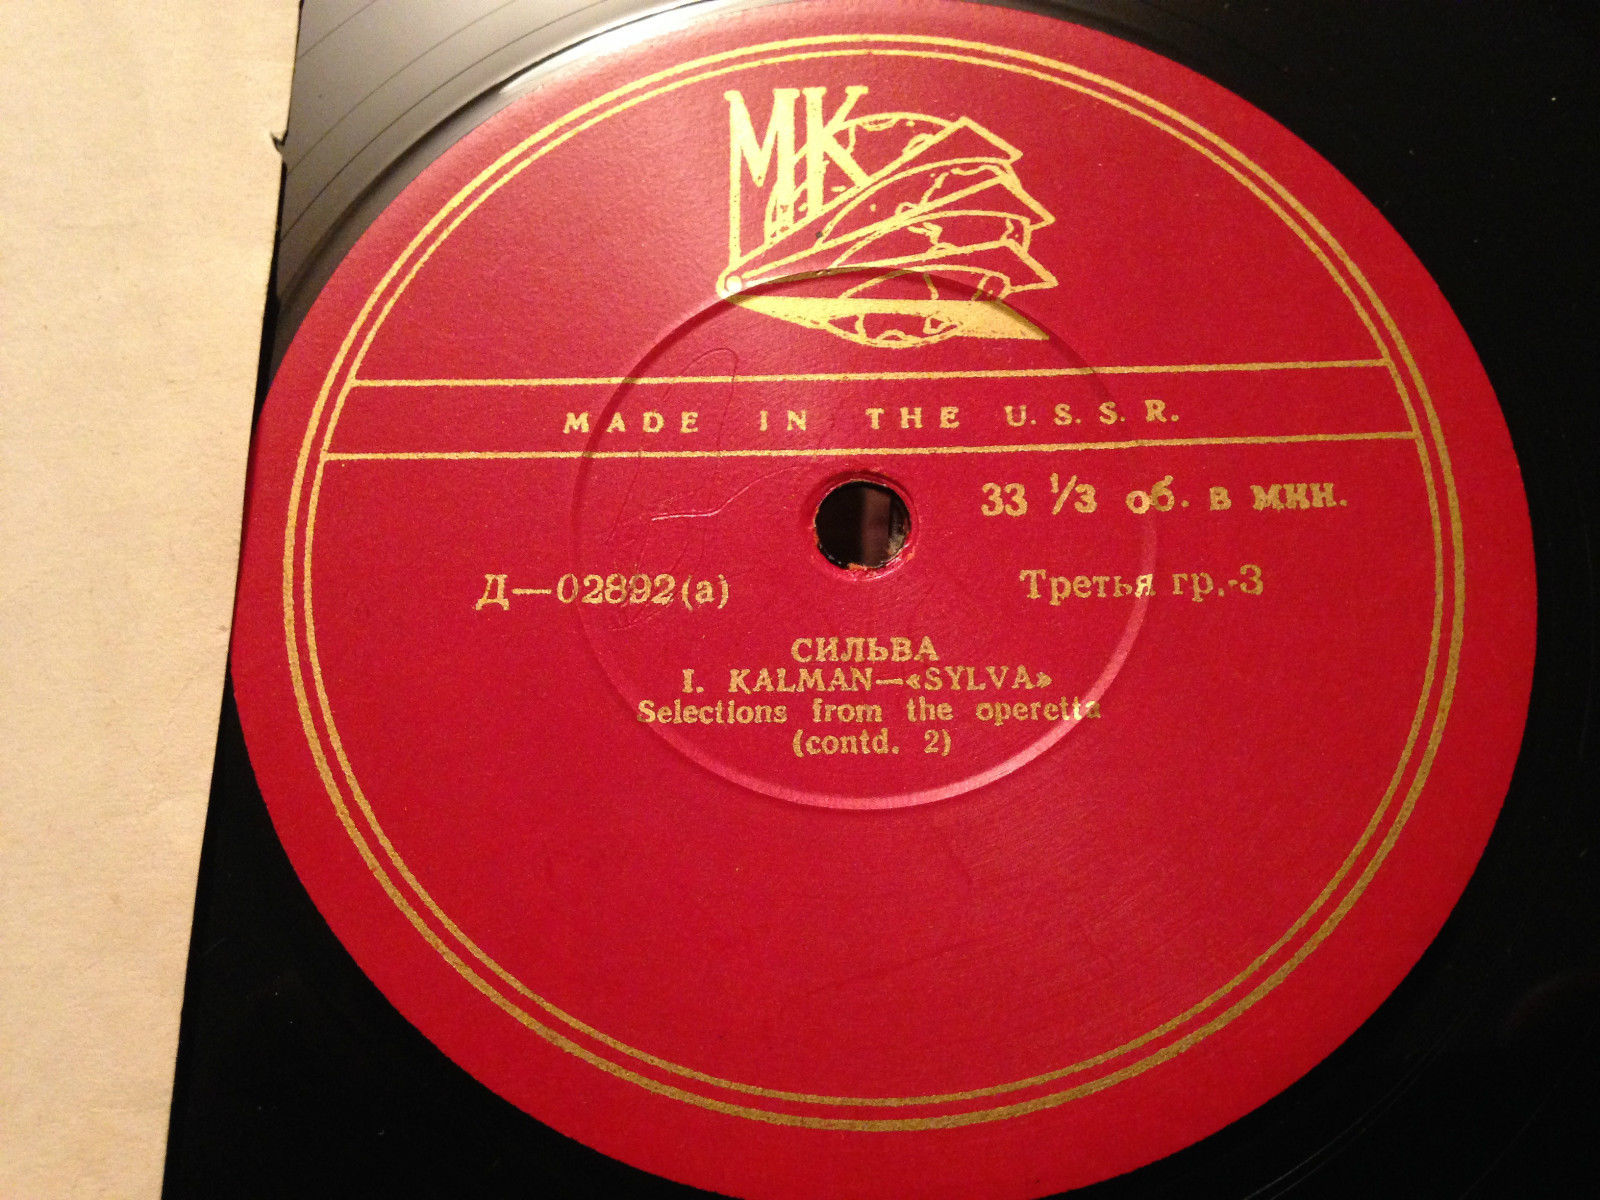 МК
MADE IN THE U.S.S.R.
33 1/3 об. в мин.
Д—02892(а) Третья гр.-3
СИЛЬВА
I. KALMAN—«SYLVA»
Selections from the operetta
(contd. 2)